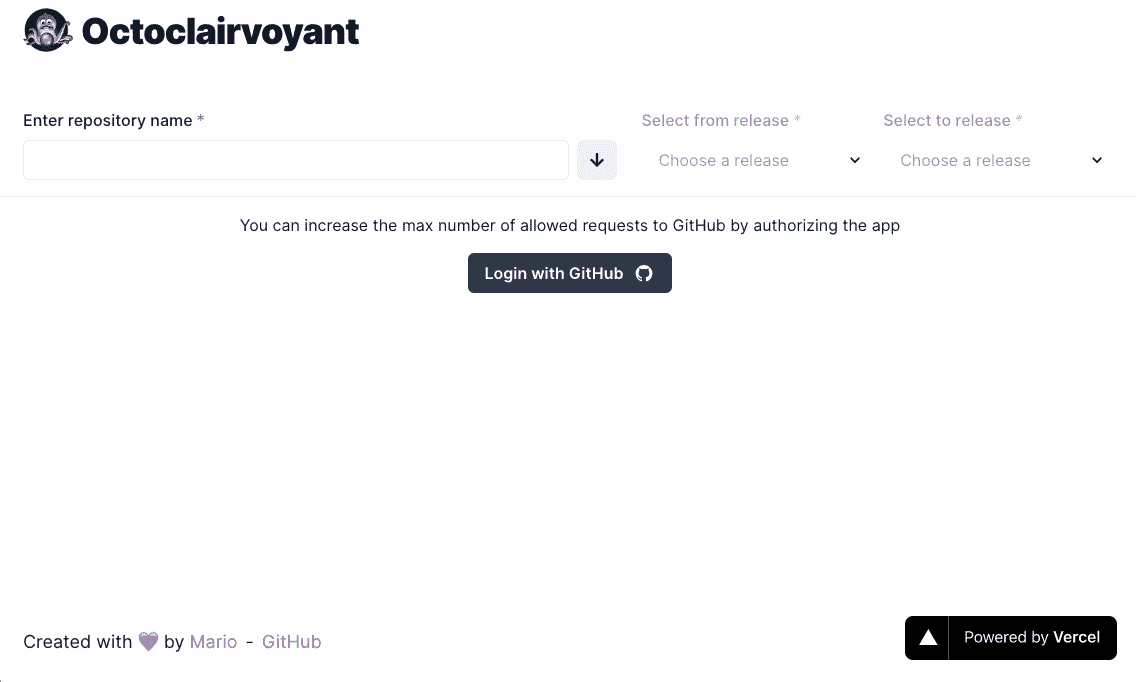 Octoclairvoyant
Enter repository name *
Select from release *
Select to release *
Choose a release
Choose a release
You can increase the max number of allowed requests to GitHub by authorizing the app
Login with GitHub
Created with 💜 by Mario - GitHub
Powered by Vercel